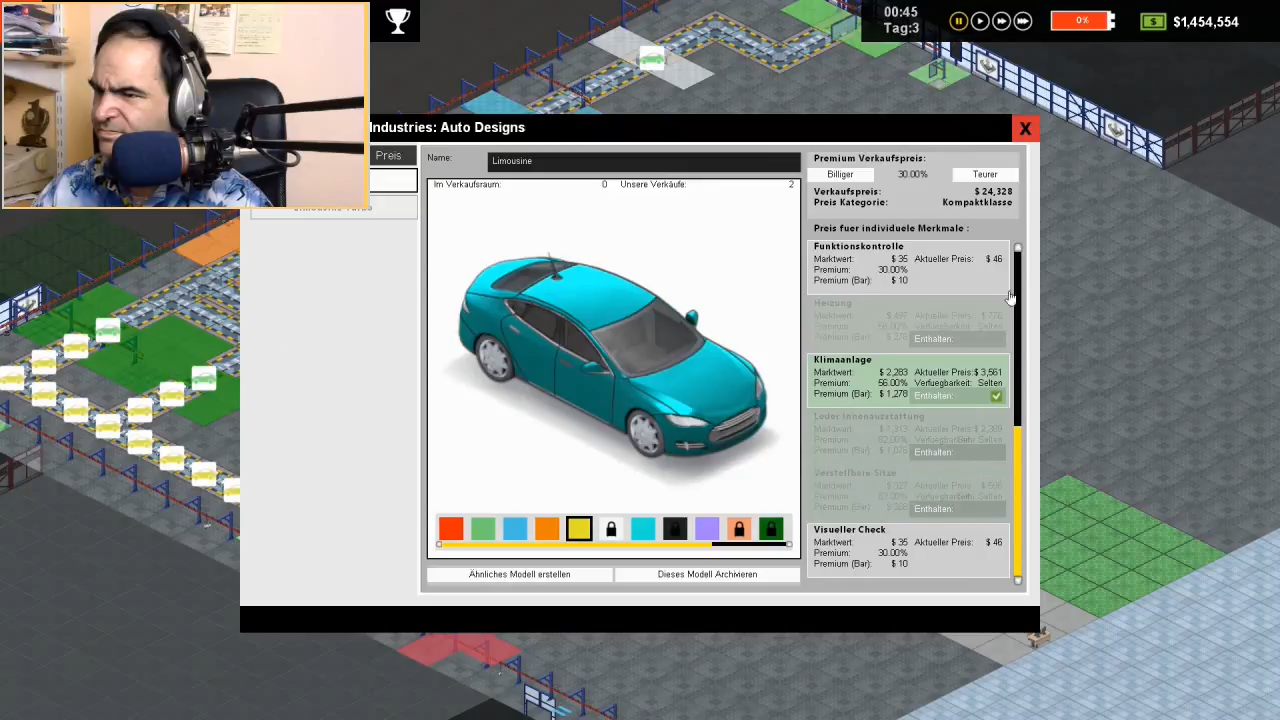 00:45
Tag:3
0%
$
$1,454,554
Industries: Auto Designs
X
Preis
Name:
Limousine
Im Verkaufsraum:
0
Unsere Verkäufe:
2
Ähnliches Modell erstellen
Dieses Modell Archivieren
Premium Verkaufspreis:
Billiger
30.00%
Teurer
Verkaufspreis:
$ 24,328
Preis Kategorie:
Kompaktklasse
Preis fuer individuelle Merkmale :
Funktionskontrolle
Marktwert: $ 35 Aktueller Preis: $ 46
Premium: 30.00%
Premium (Bar): $ 10
Heizung
Enthalten:
Klimaanlage
Marktwert: $ 2,283 Aktueller Preis:$ 3,561
Premium: 56.00% Verfuegbarkeit: Selten
Premium (Bar): $ 1,278 Enthalten:
Leder Innenausstattung
Enthalten:
Verstellbare Sitze
Enthalten:
Visueller Check
Marktwert: $ 35 Aktueller Preis: $ 46
Premium: 30.00%
Premium (Bar): $ 10